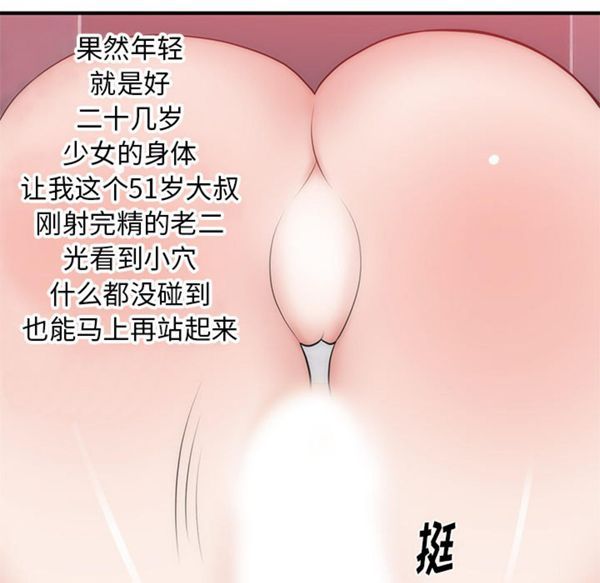 果然年轻
就是好
二十几岁
少女的身体
让我这个51岁大叔
刚射完精的老二
光看到小穴
什么都没碰到
也能马上再站起来
挺